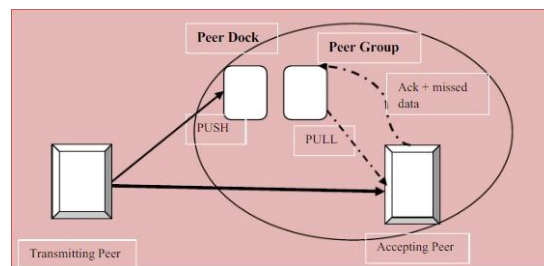 Peer Dock
Peer Group
Ack + missed
data
PUSH
PULL
Transmitting Peer
Accepting Peer